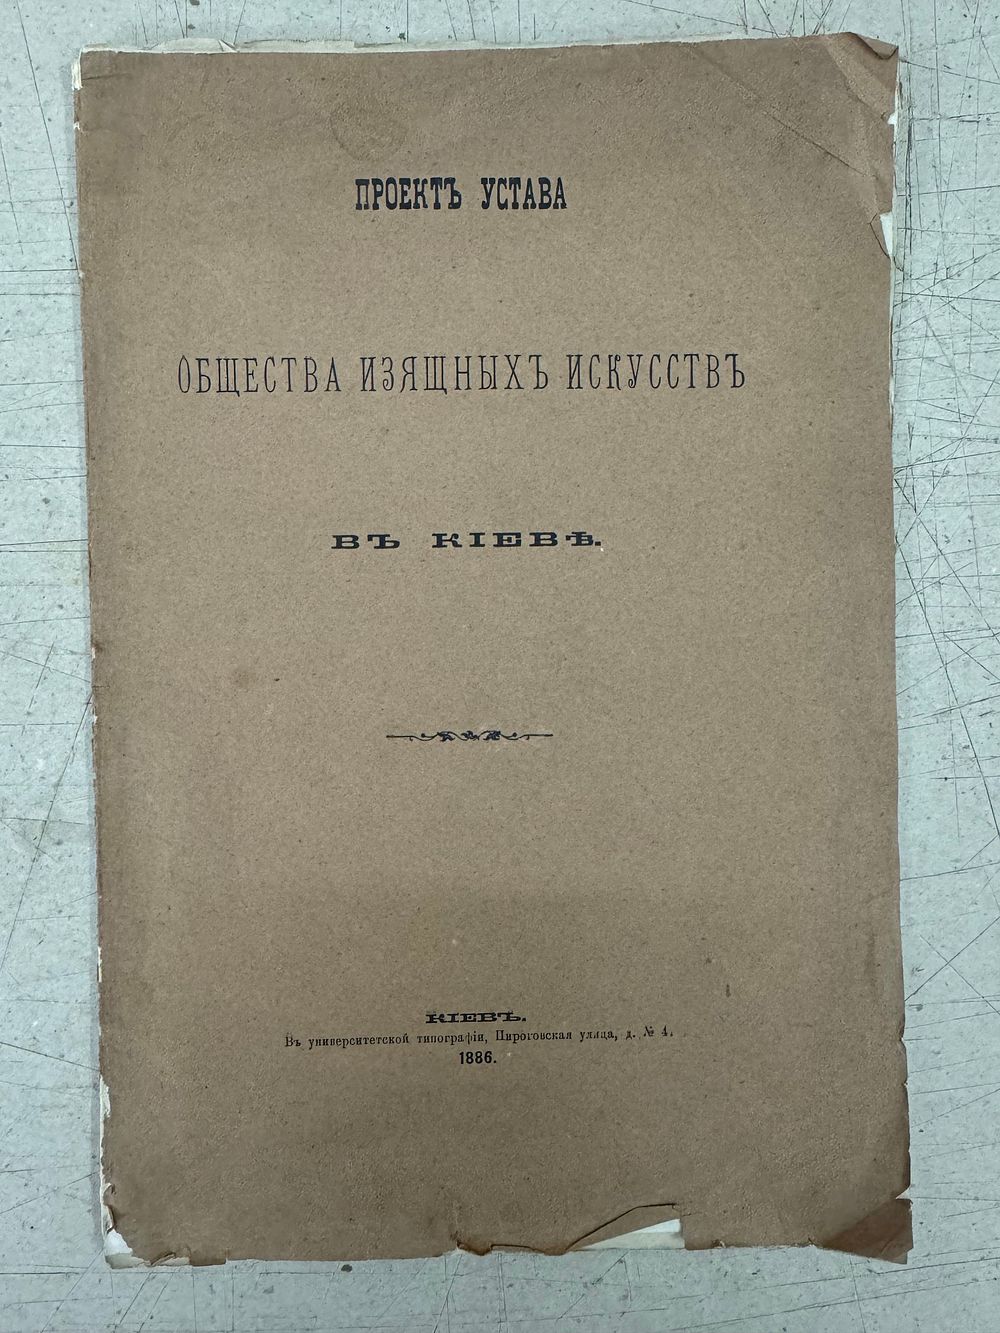 ПРОЕКТЪ УСТАВА
ОБЩЕСТВА ИЗЯЩНЫХЪ ИСКУССТВЪ
ВЪ КІЕВѢ.
КІЕВЪ.
Въ университетской типографіи, Пироговская улица, д. № 4.
1886.